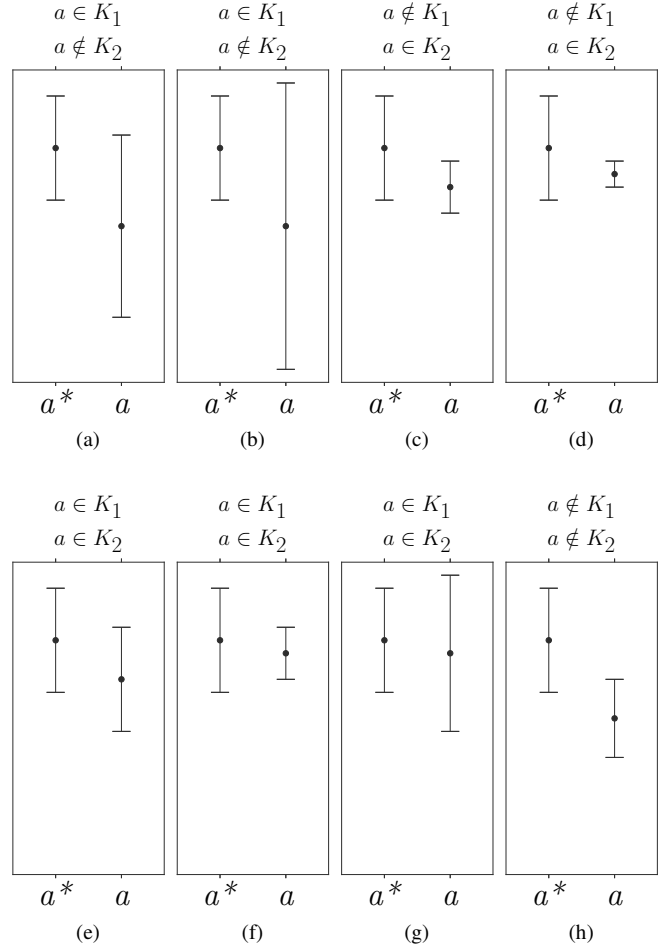 a ∈ K₁ a ∈ K₁ a ∉ K₁ a ∉ K₁
a ∉ K₂ a ∉ K₂ a ∈ K₂ a ∈ K₂
a* a a* a a* a a* a
(a) (b) (c) (d)
a ∈ K₁ a ∈ K₁ a ∈ K₁ a ∉ K₁
a ∈ K₂ a ∈ K₂ a ∈ K₂ a ∉ K₂
a* a a* a a* a a* a
(e) (f) (g) (h)